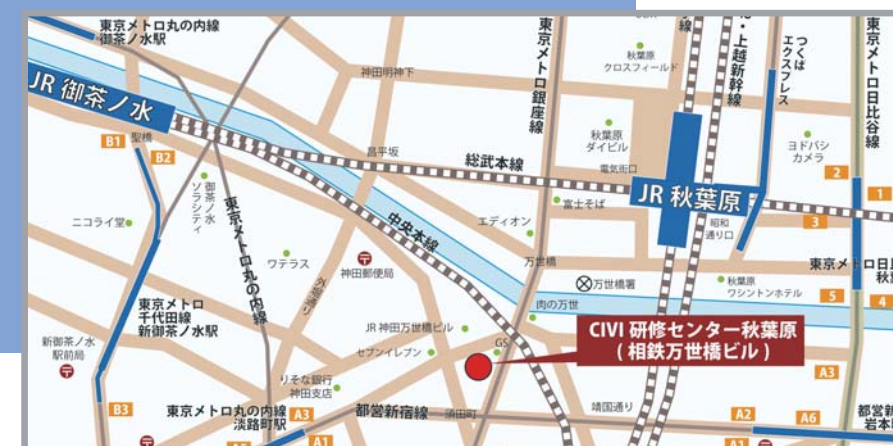 東京メトロ丸の内線
御茶ノ水駅
JR 御茶ノ水
B1
聖橋
B2
神田明神下
昌平坂
総武本線
東京メトロ銀座線
秋葉原
クロスフィールド
秋葉原
ダイビル
電気街口
JR 秋葉原
線
・上越新幹線
つくば
エクスプレス
ヨドバシ
カメラ
東京メトロ日比谷線
2
1
3
昭和
通り口
富士そば
エディオン
万世橋
万世橋署
肉の万世
秋葉原
ワシントンホテル
東京メトロ日
秋
5
4
ニコライ堂
御茶ノ水
ソラシティ
東京メトロ丸の内線
ワテラス
神田郵便局
外堀通り
中央本線
東京メトロ
千代田線
新御茶ノ水駅
新御茶ノ水
駅前局
JR 神田万世橋ビル
セブンイレブン
GS
CIVI 研修センター秋葉原
( 相鉄万世橋ビル )
りそな銀行
神田支店
B3
東京メトロ丸の内線
淡路町駅
A3
A1
都営新宿線
須田町
靖国通り
A3
A2
A6
都営新
岩本
A1